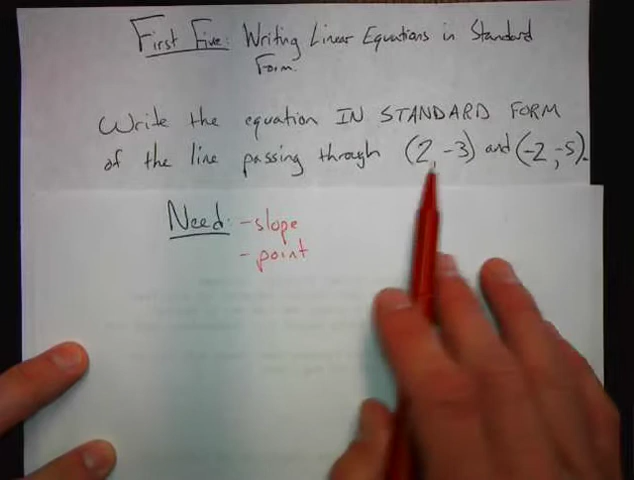 First Five: Writing Linear Equations in Standard
Form.
Write the equation IN STANDARD FORM
of the line passing through (2, -3) and (-2, -5).
Need: - slope
- point